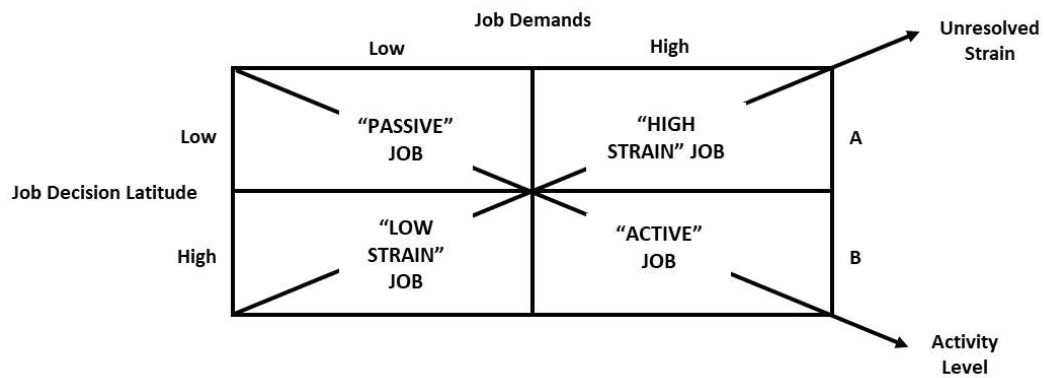 Job Demands
Unresolved
Strain
Low
High
Low
“PASSIVE”
JOB
“HIGH
STRAIN” JOB
A
Job Decision Latitude
High
“LOW
STRAIN”
JOB
“ACTIVE”
JOB
B
Activity
Level